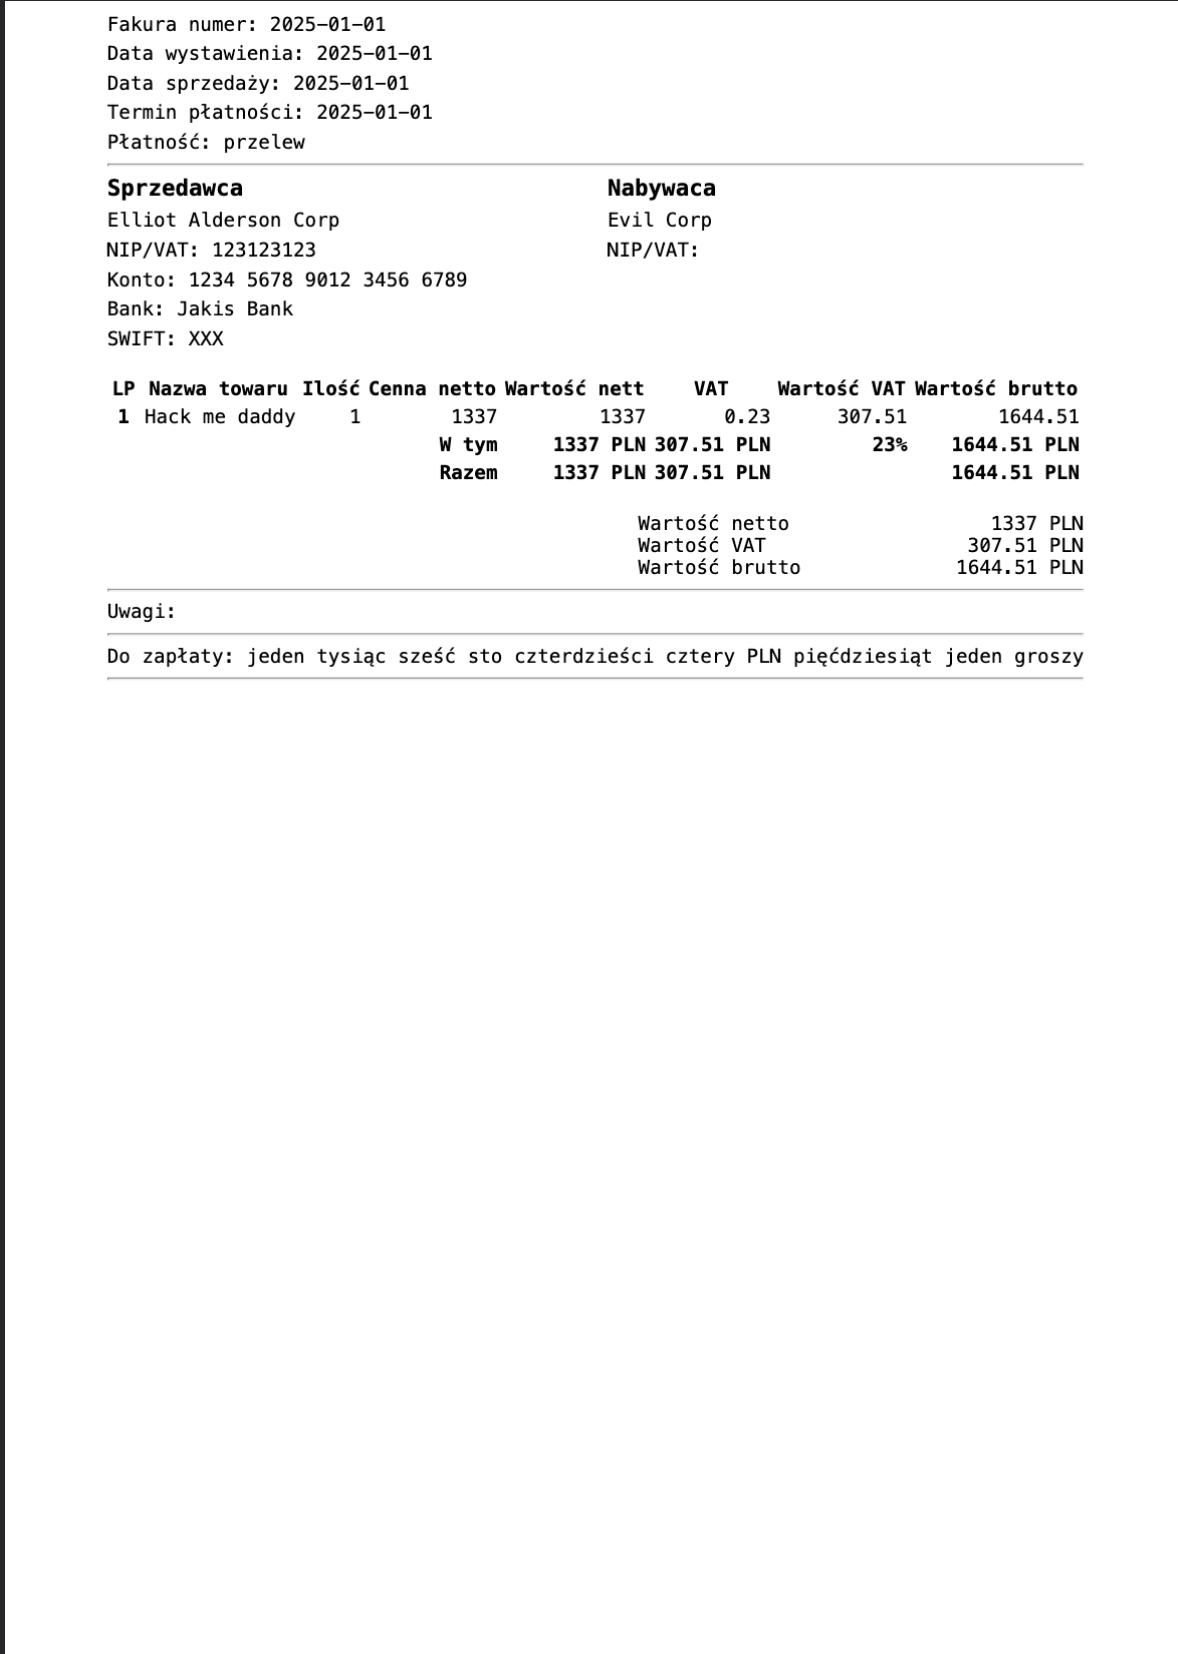 Fakura numer: 2025-01-01
Data wystawienia: 2025-01-01
Data sprzedaży: 2025-01-01
Termin płatności: 2025-01-01
Płatność: przelew
Sprzedawca
Elliot Alderson Corp
NIP/VAT: 123123123
Konto: 1234 5678 9012 3456 6789
Bank: Jakis Bank
SWIFT: XXX
Nabywaca
Evil Corp
NIP/VAT:
LP Nazwa towaru Ilość Cenna netto Wartość nett VAT Wartość VAT Wartość brutto
1 Hack me daddy 1 1337 1337 0.23 307.51 1644.51
W tym 1337 PLN 307.51 PLN 23% 1644.51 PLN
Razem 1337 PLN 307.51 PLN 1644.51 PLN
Wartość netto 1337 PLN
Wartość VAT 307.51 PLN
Wartość brutto 1644.51 PLN
Uwagi:
Do zapłaty: jeden tysiąc sześć sto czterdzieści cztery PLN pięćdziesiąt jeden groszy